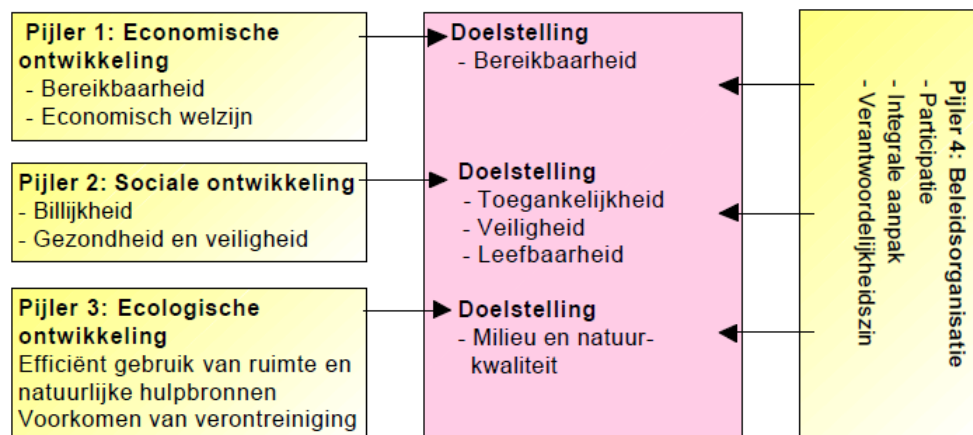 Pijler 1: Economische
ontwikkeling
- Bereikbaarheid
- Economisch welzijn
Pijler 2: Sociale ontwikkeling
- Billijkheid
- Gezondheid en veiligheid
Pijler 3: Ecologische
ontwikkeling
Efficiënt gebruik van ruimte en
natuurlijke hulpbronnen
Voorkomen van verontreiniging
Doelstelling
- Bereikbaarheid
Doelstelling
- Toegankelijkheid
- Veiligheid
- Leefbaarheid
Doelstelling
- Milieu en natuur-
kwaliteit
Pijler 4: Beleidsorganisatie
- Participatie
- Integrale aanpak
- Verantwoordelijkheidszin